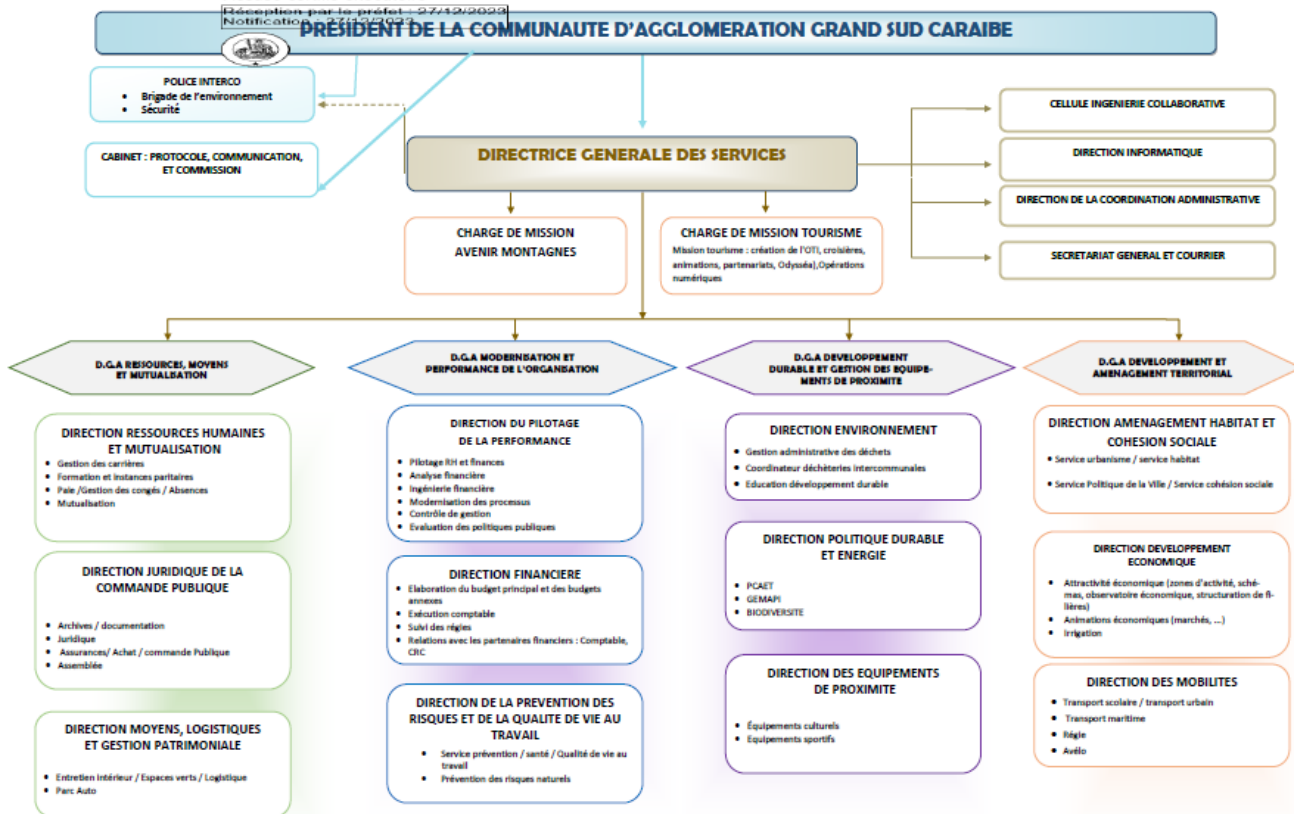 Réception par le préfet : 27/12/2023
Notification : 27/12/2023
PRESIDENT DE LA COMMUNAUTE D'AGGLOMERATION GRAND SUD CARAIBE
POLICE INTERCO
• Brigade de l'environnement
• Sécurité
CABINET : PROTOCOLE, COMMUNICATION,
ET COMMISSION
DIRECTRICE GENERALE DES SERVICES
CELLULE INGENIERIE COLLABORATIVE
DIRECTION INFORMATIQUE
DIRECTION DE LA COORDINATION ADMINISTRATIVE
SECRETARIAT GENERAL ET COURRIER
CHARGE DE MISSION
AVENIR MONTAGNES
CHARGE DE MISSION TOURISME
Mission tourisme : création de l'OTI, croisières,
animations, partenariats, Odysséa),Opérations
numériques
D.G.A RESSOURCES, MOYENS
ET MUTUALISATION
DIRECTION RESSOURCES HUMAINES
ET MUTUALISATION
• Gestion des carrières
• Formation et instances paritaires
• Paie /Gestion des congés / Absences
• Mutualisation
DIRECTION JURIDIQUE DE LA
COMMANDE PUBLIQUE
• Archives / documentation
• Juridique
• Assurances/ Achat / commande Publique
• Assemblée
DIRECTION MOYENS, LOGISTIQUES
ET GESTION PATRIMONIALE
• Entretien intérieur / Espaces verts / Logistique
• Parc Auto
D.G.A MODERNISATION ET
PERFORMANCE DE L'ORGANISATION
DIRECTION DU PILOTAGE
DE LA PERFORMANCE
• Pilotage RH et finances
• Analyse financière
• Ingénierie financière
• Modernisation des processus
• Contrôle de gestion
• Evaluation des politiques publiques
DIRECTION FINANCIERE
• Elaboration du budget principal et des budgets
annexes
• Exécution comptable
• Suivi des régies
• Relations avec les partenaires financiers : Comptable,
CRC
DIRECTION DE LA PREVENTION DES
RISQUES ET DE LA QUALITE DE VIE AU
TRAVAIL
• Service prévention / santé / Qualité de vie au
travail
• Prévention des risques naturels
D.G.A DEVELOPPEMENT
DURABLE ET GESTION DES EQUIPE-
MENTS DE PROXIMITE
DIRECTION ENVIRONNEMENT
• Gestion administrative des déchets
• Coordinateur déchèteries intercommunales
• Education développement durable
DIRECTION POLITIQUE DURABLE
ET ENERGIE
• PCAET
• GEMAPI
• BIODIVERSITE
DIRECTION DES EQUIPEMENTS
DE PROXIMITE
• Équipements culturels
• Equipements sportifs
D.G.A DEVELOPPEMENT ET
AMENAGEMENT TERRITORIAL
DIRECTION AMENAGEMENT HABITAT ET
COHESION SOCIALE
• Service urbanisme / service habitat
• Service Politique de la Ville / Service cohésion sociale
DIRECTION DEVELOPPEMENT
ECONOMIQUE
• Attractivité économique (zones d'activité, sché-
mas, observatoire économique, structuration de fi-
lières)
• Animations économiques (marchés, ...)
• Irrigation
DIRECTION DES MOBILITES
• Transport scolaire / transport urbain
• Transport maritime
• Régie
• Avélo